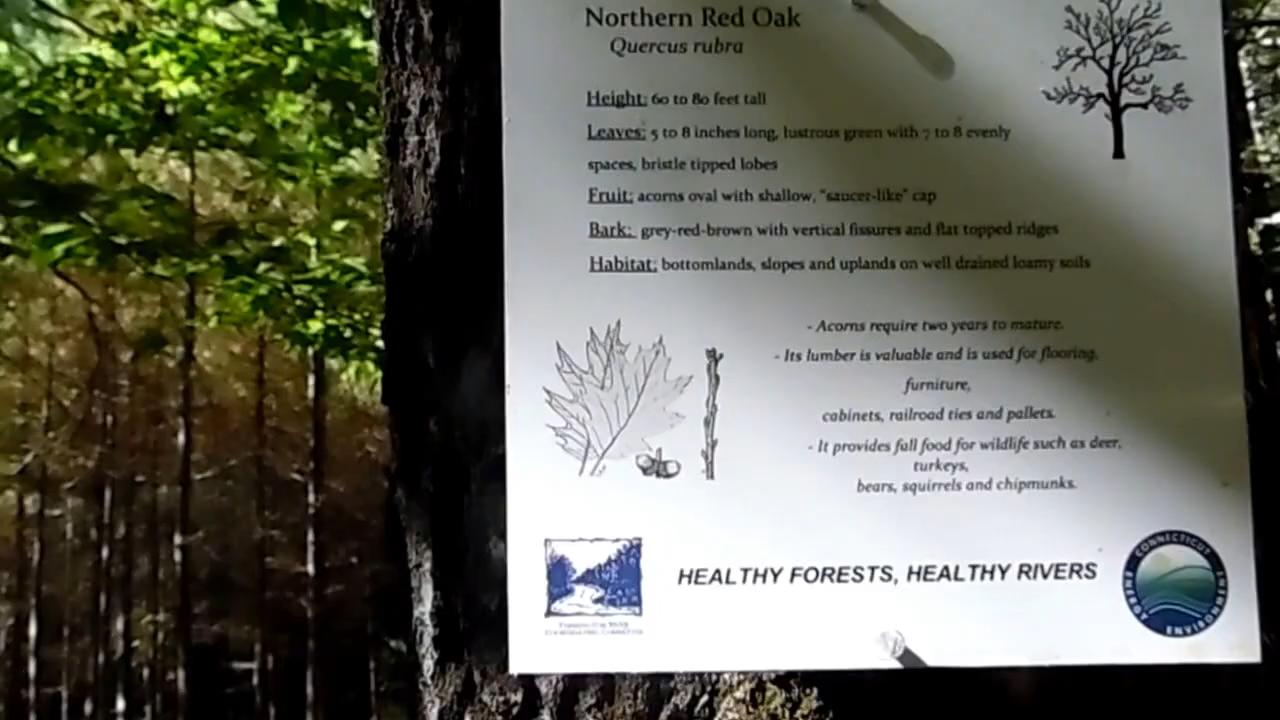 Northern Red Oak
Quercus rubra
Height: 60 to 80 feet tall
Leaves: 5 to 8 inches long, lustrous green with 7 to 8 evenly
spaces, bristle tipped lobes
Fruit: acorns oval with shallow, "saucer-like" cap
Bark: grey-red-brown with vertical fissures and flat topped ridges
Habitat: bottomlands, slopes and uplands on well drained loamy soils
- Acorns require two years to mature.
- Its lumber is valuable and is used for flooring,
furniture,
cabinets, railroad ties and pallets.
- It provides fall food for wildlife such as deer,
turkeys,
bears, squirrels and chipmunks.
HEALTHY FORESTS, HEALTHY RIVERS
CONNECTICUT
ENVIRONMENT